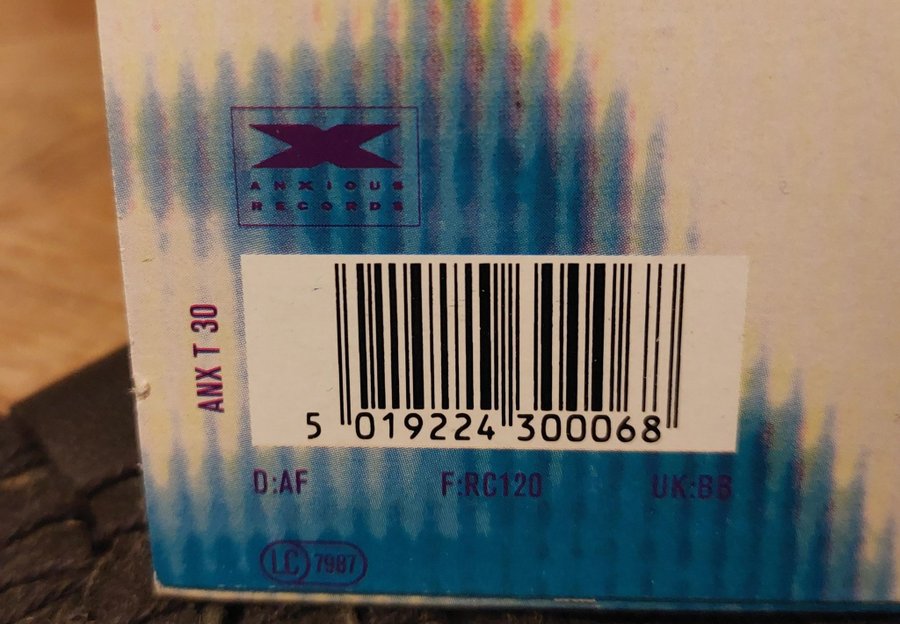 ANXIOUS
RECORDS
ANX T 30
5 019224 300068
D:AF F:RC120 UK:BB
LC 7987